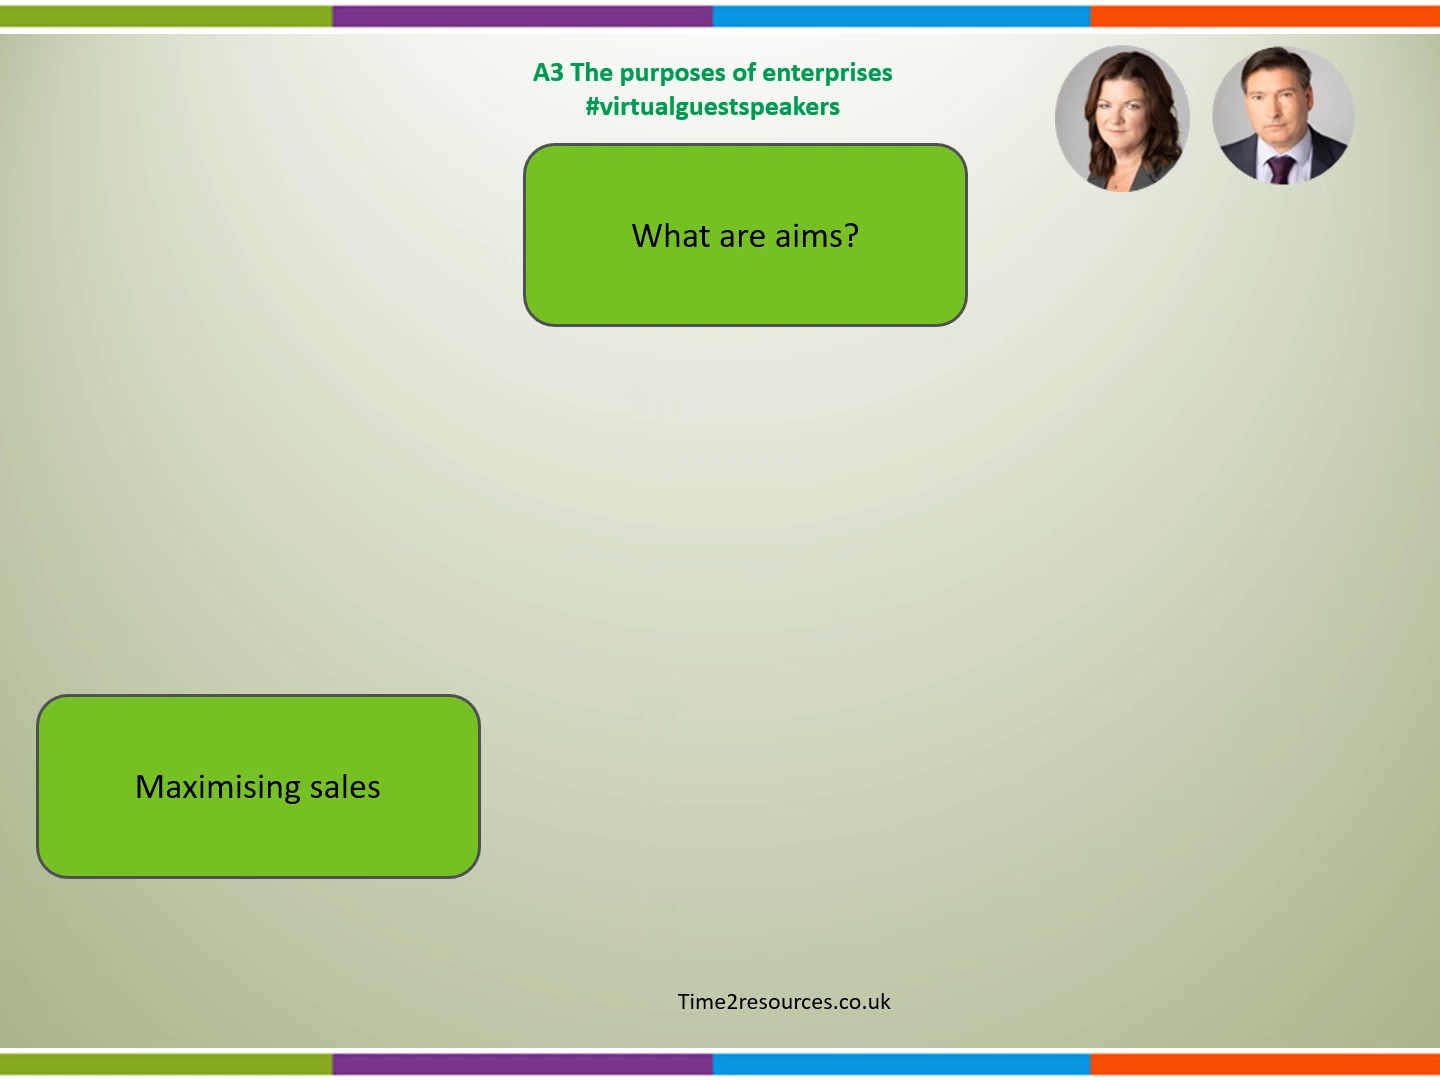 A3 The purposes of enterprises
#virtualguestspeakers
What are aims?
Maximising sales
Time2resources.co.uk